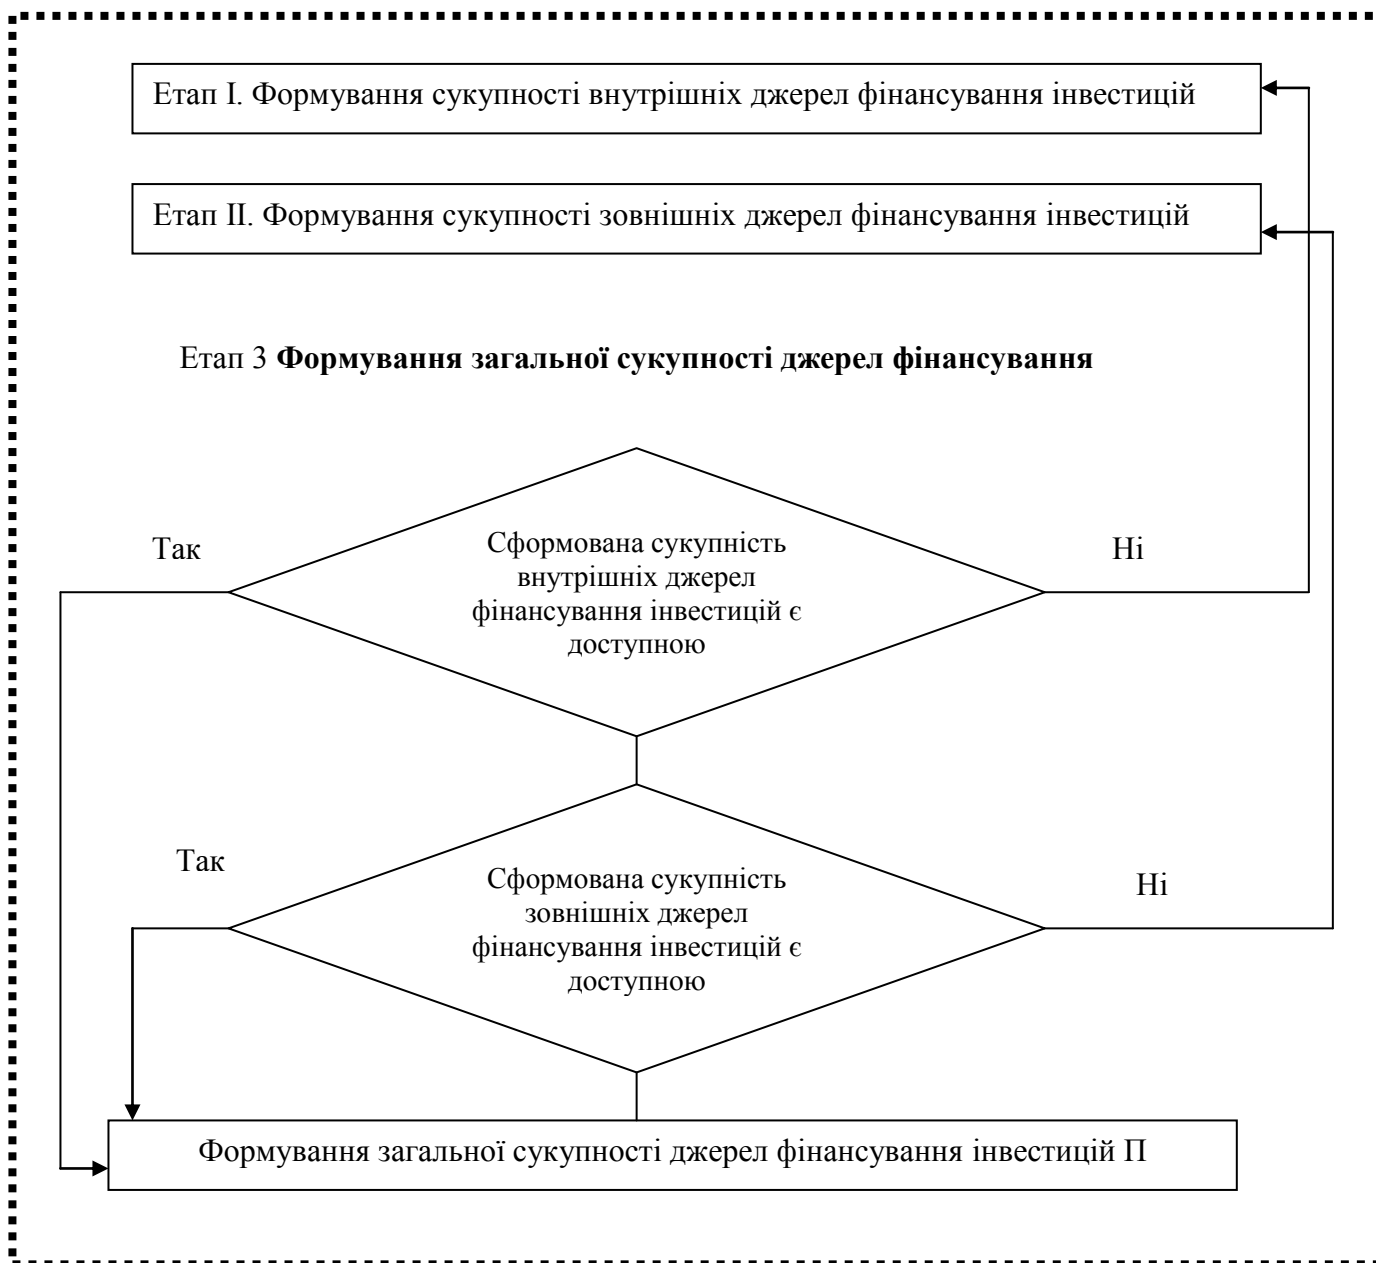 Етап I. Формування сукупності внутрішніх джерел фінансування інвестицій
Етап II. Формування сукупності зовнішніх джерел фінансування інвестицій
Етап 3 Формування загальної сукупності джерел фінансування
Так
Сформована сукупність
внутрішніх джерел
фінансування інвестицій є
доступною
Ні
Так
Сформована сукупність
зовнішніх джерел
фінансування інвестицій є
доступною
Ні
Формування загальної сукупності джерел фінансування інвестицій П